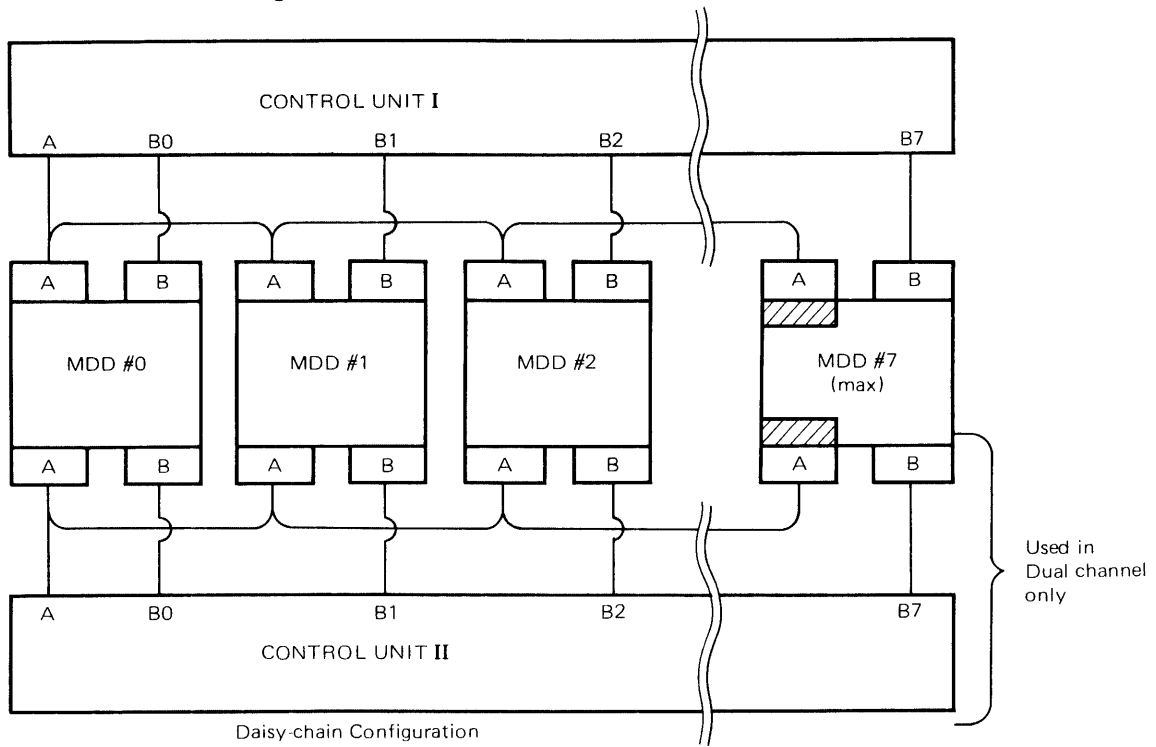 CONTROL UNIT I
A B0 B1 B2 B7
A B A B A B A B
MDD #0 MDD #1 MDD #2 MDD #7
(max)
A B A B A B A B
Used in
Dual channel
only
A B0 B1 B2 B7
CONTROL UNIT II
Daisy-chain Configuration